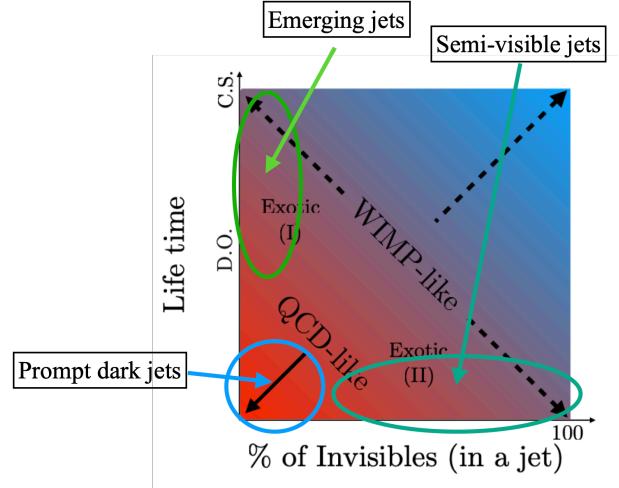 Emerging jets
Semi-visible jets
C.S.
Exotic
(I)
WIMP-like
D.O.
Life time
QCD-like
Exotic
(II)
Prompt dark jets
100
% of Invisibles (in a jet)